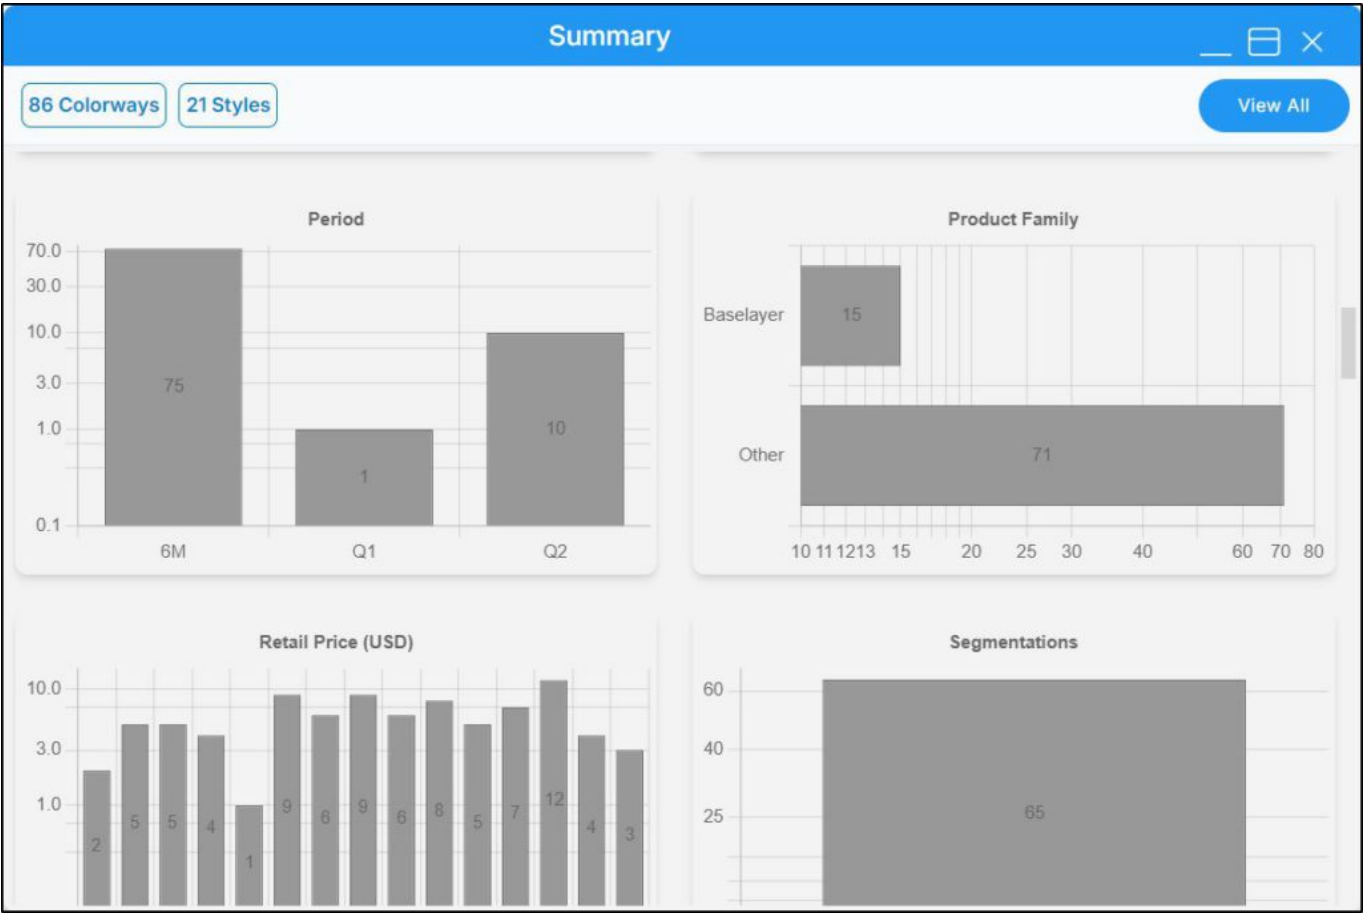 Summary
86 Colorways
21 Styles
View All
Period
70.0
30.0
10.0
3.0
1.0
0.1
75
1
10
6M Q1 Q2
Product Family
Baselayer
15
Other
71
10 11 12 13 15 20 25 30 40 60 70 80
Retail Price (USD)
10.0
3.0
1.0
2 5 5 4 1 9 6 9 6 8 5 7 12 4 3
Segmentations
60
40
25
65